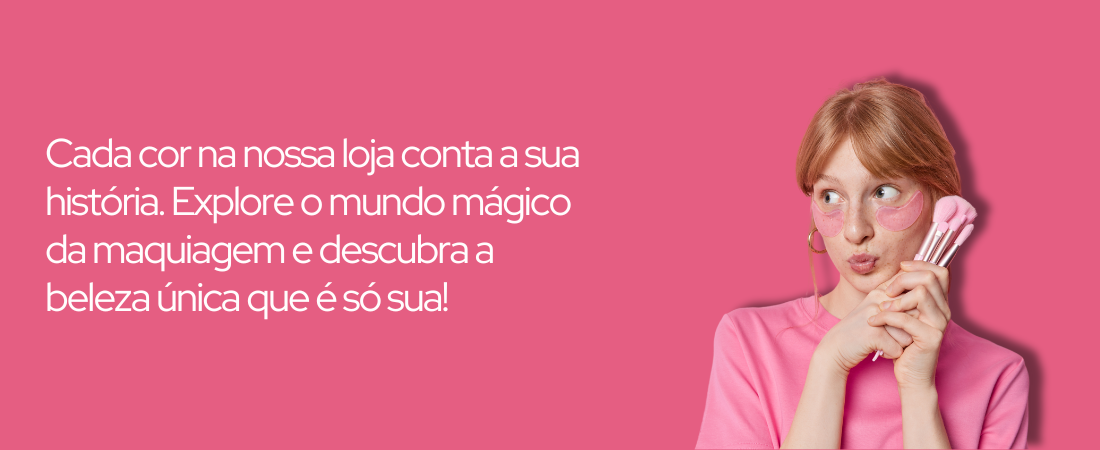 Cada cor na nossa loja conta a sua
história. Explore o mundo mágico
da maquiagem e descubra a
beleza única que é só sua!